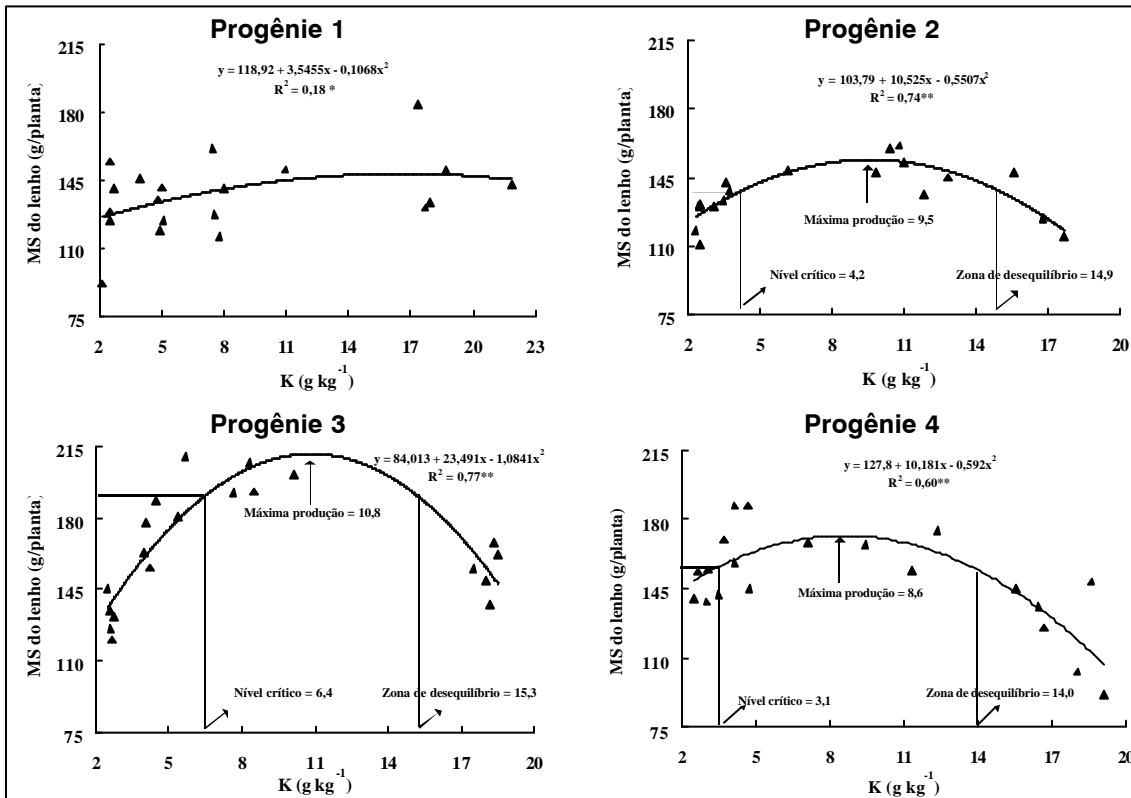 Progênie 1
215
y = 118,92 + 3,5455x - 0,1068x²
R² = 0,18 *
180
145
110
75
MS do lenho (g/planta)
2 5 8 11 14 17 20 23
K (g kg⁻¹)
Progênie 2
215
y = 103,79 + 10,525x - 0,5507x²
R² = 0,74**
180
145
Máxima produção = 9,5
110
Nível crítico = 4,2
Zona de desequilíbrio = 14,9
75
MS do lenho (g/planta)
2 5 8 11 14 17 20
K (g kg⁻¹)
Progênie 3
215
y = 84,013 + 23,491x - 1,0841x²
R² = 0,77**
180
Máxima produção = 10,8
145
110
Nível crítico = 6,4
Zona de desequilíbrio = 15,3
75
MS do lenho (g/planta)
2 5 8 11 14 17 20
K (g kg⁻¹)
Progênie 4
215
y = 127,8 + 10,181x - 0,592x²
R² = 0,60**
180
145
Máxima produção = 8,6
110
Nível crítico = 3,1
Zona de desequilíbrio = 14,0
75
MS do lenho (g/planta)
2 5 8 11 14 17 20
K (g kg⁻¹)